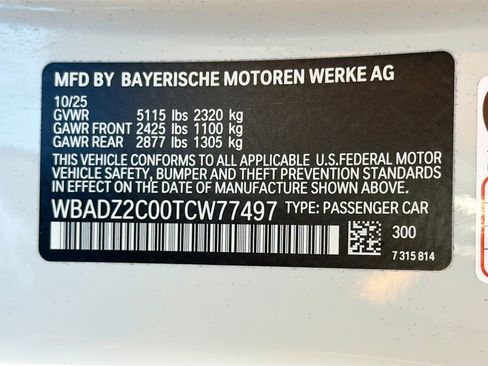 MFD BY BAYERISCHE MOTOREN WERKE AG
10/25
GVWR 5115 lbs 2320 kg
GAWR FRONT 2425 lbs 1100 kg
GAWR REAR 2877 lbs 1305 kg
THIS VEHICLE CONFORMS TO ALL APPLICABLE U.S.FEDERAL MOTOR
VEHICLE SAFETY, BUMPER AND THEFT PREVENTION STANDARDS
IN EFFECT ON THE DATE OF MANUFACTURE SHOWN ABOVE.
WBADZ2C00TCW77497 TYPE: PASSENGER CAR
300
7 315 814